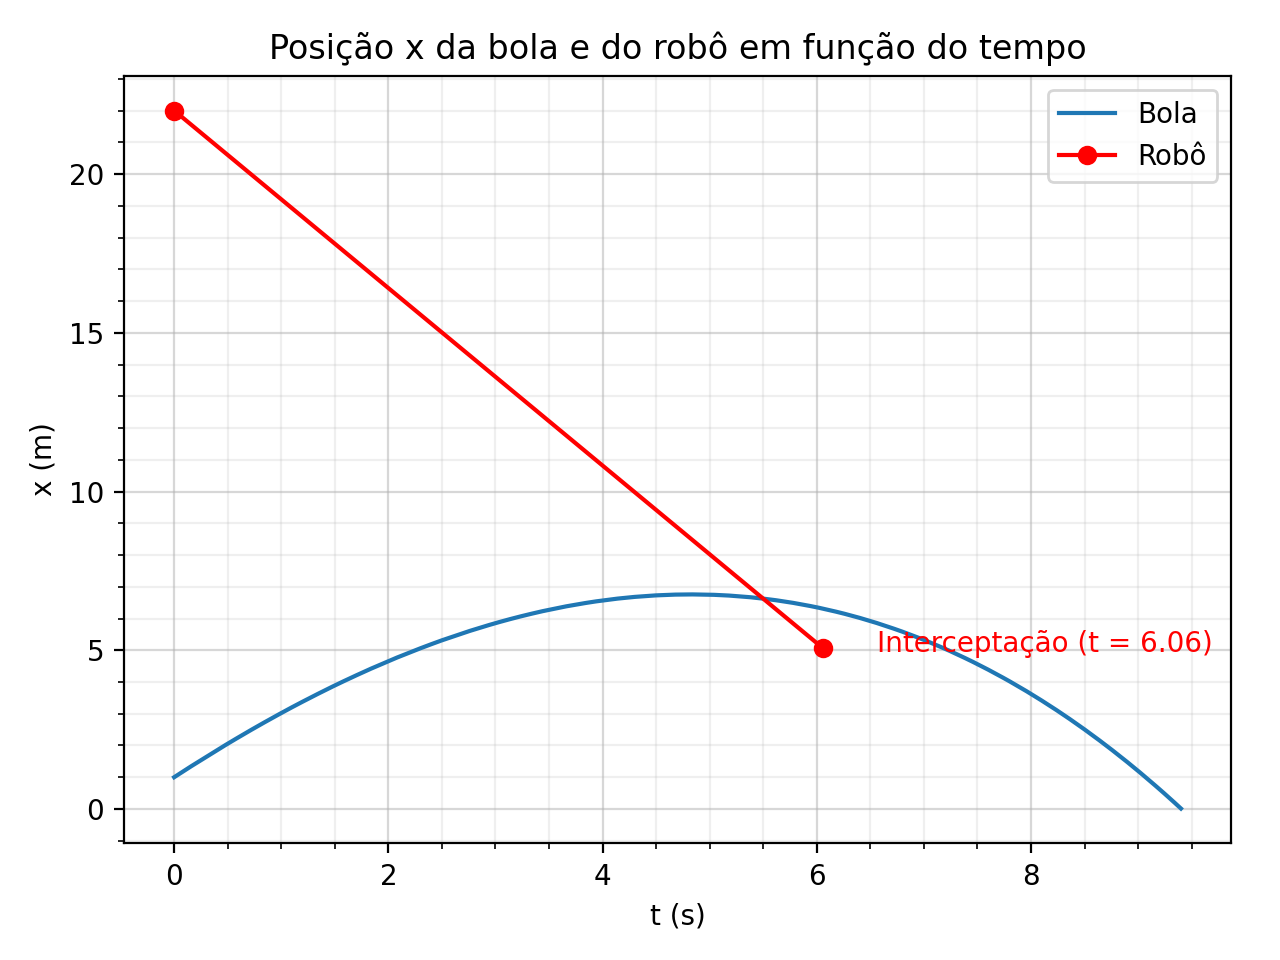 Posição x da bola e do robô em função do tempo
Bola
Robô
20
15
10
5
0
x (m)
Interceptação (t = 6.06)
0 2 4 6 8
t (s)